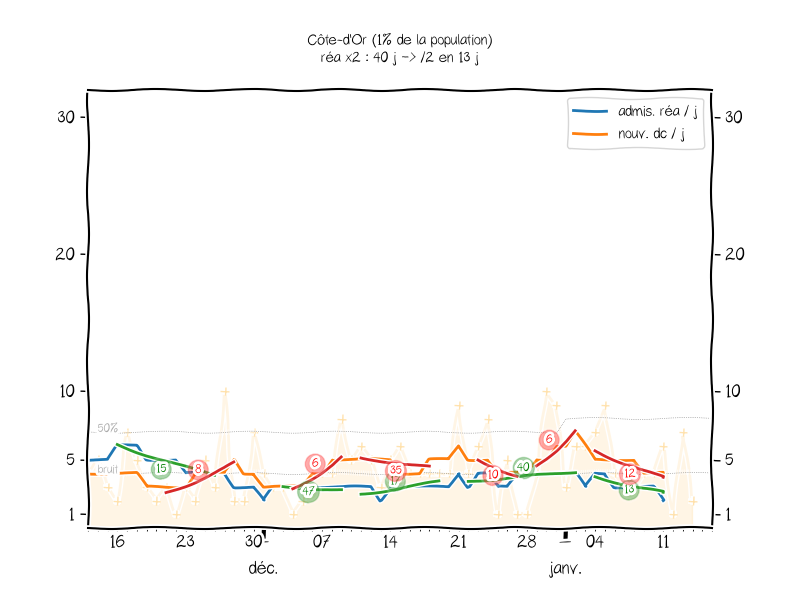 Côte-d'Or (1% de la population)
réa x2 : 40 j -> /2 en 13 j
admis. réa / j
nouv. dc / j
30 30
20 20
10 10
50%
6 6
5 15 8 6 35 10 40 12 5
bruit 17
47 13
1 1
16 23 30 07 14 21 28 04 11
déc. janv.